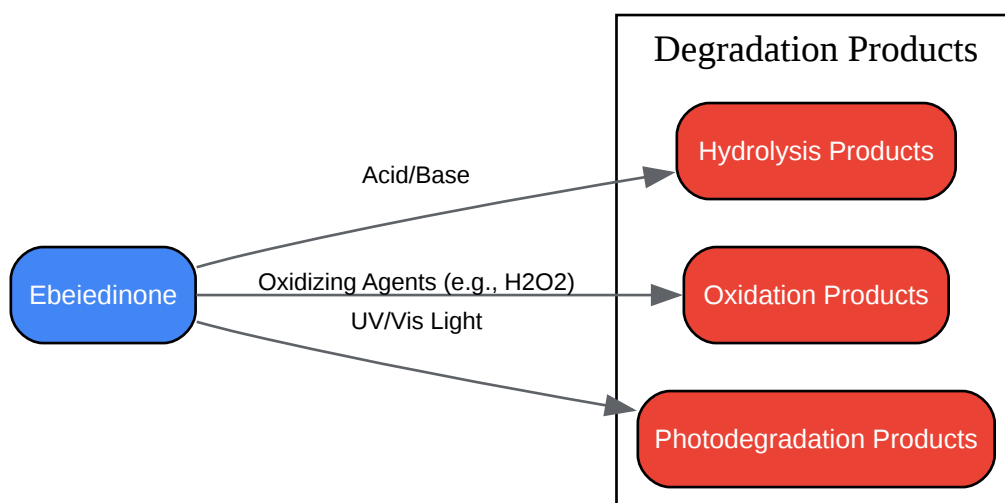 Degradation Products
Hydrolysis Products
Acid/Base
Ebeiedinone
Oxidizing Agents (e.g., H2O2)
Oxidation Products
UV/Vis Light
Photodegradation Products